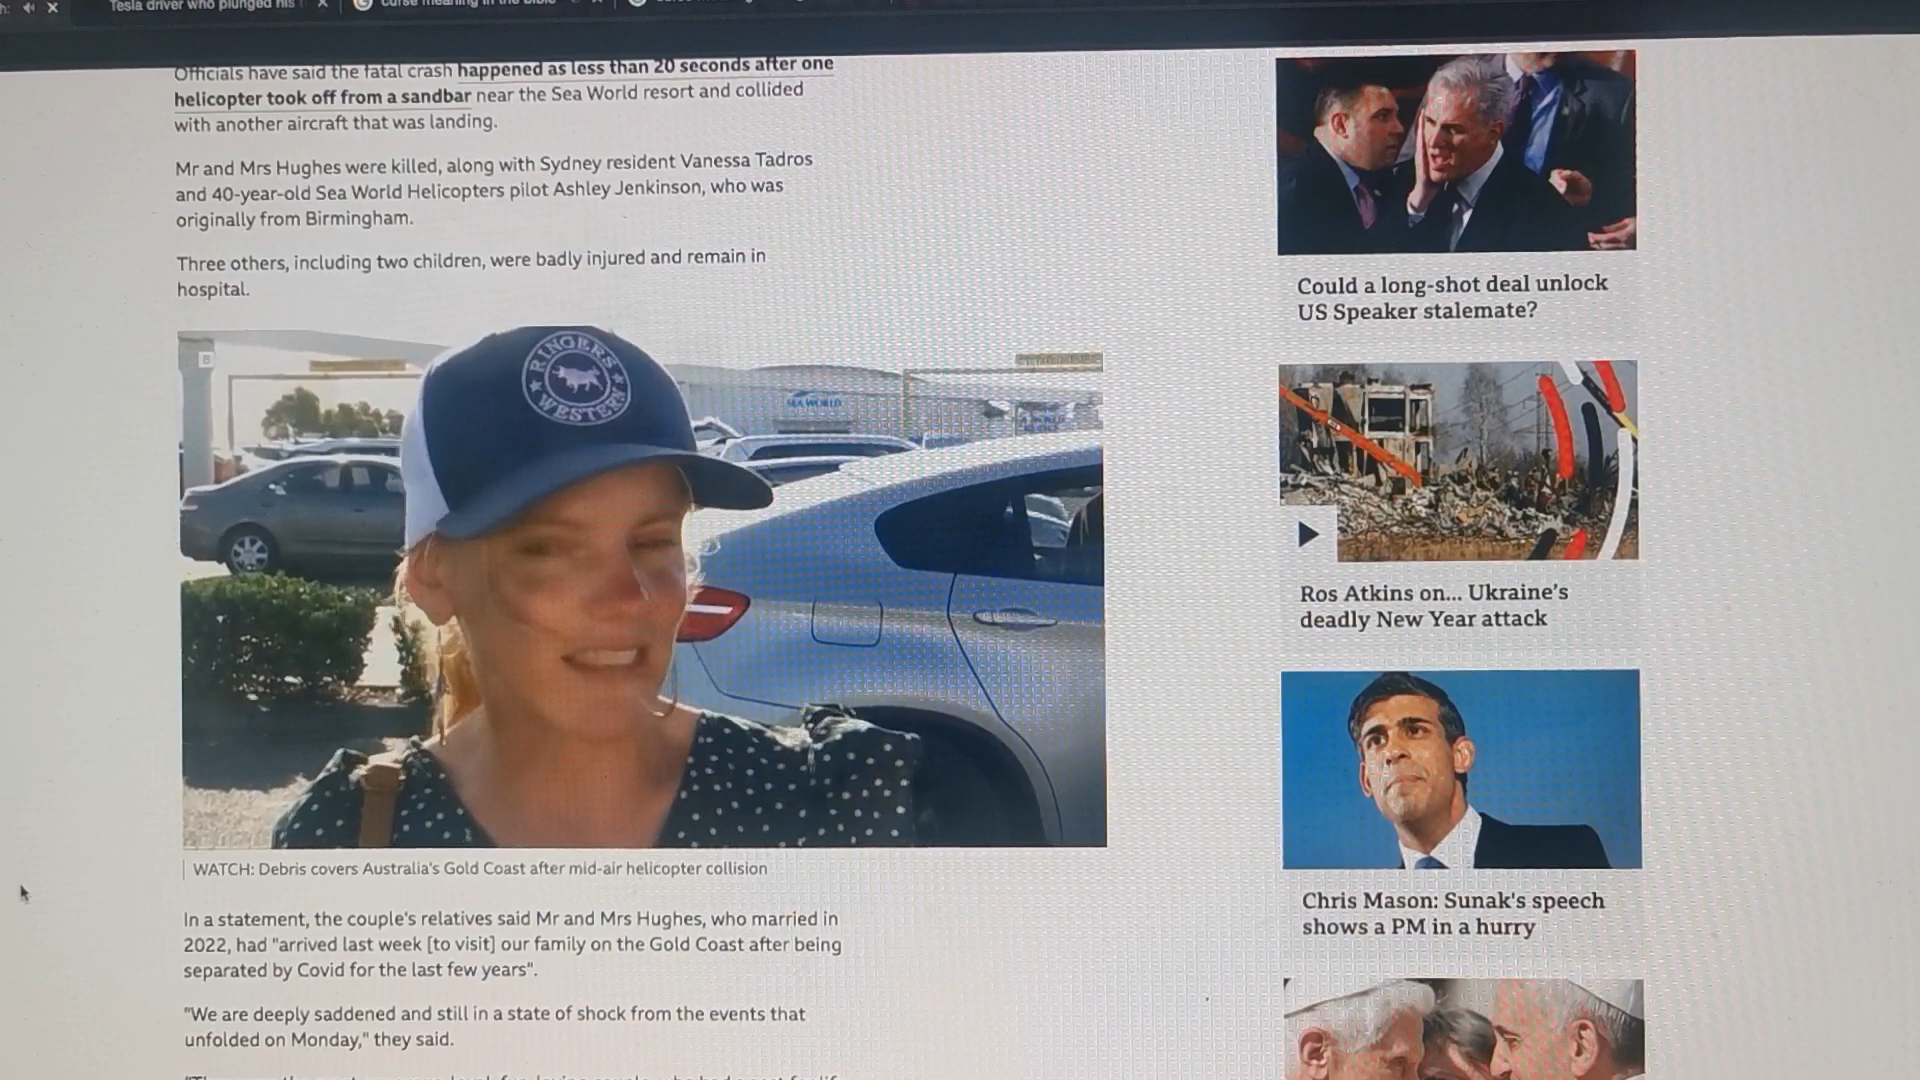 Tesla driver who plunged his
curse meaning in the bible
Officials have said the fatal crash happened as less than 20 seconds after one
helicopter took off from a sandbar near the Sea World resort and collided
with another aircraft that was landing.
Mr and Mrs Hughes were killed, along with Sydney resident Vanessa Tadros
and 40-year-old Sea World Helicopters pilot Ashley Jenkinson, who was
originally from Birmingham.
Three others, including two children, were badly injured and remain in
hospital.
B
RINGERS
WESTERN
SEA WORLD
WATCH: Debris covers Australia's Gold Coast after mid-air helicopter collision
In a statement, the couple's relatives said Mr and Mrs Hughes, who married in
2022, had "arrived last week [to visit] our family on the Gold Coast after being
separated by Covid for the last few years".
"We are deeply saddened and still in a state of shock from the events that
unfolded on Monday," they said.
Could a long-shot deal unlock
US Speaker stalemate?
Ros Atkins on... Ukraine's
deadly New Year attack
Chris Mason: Sunak's speech
shows a PM in a hurry